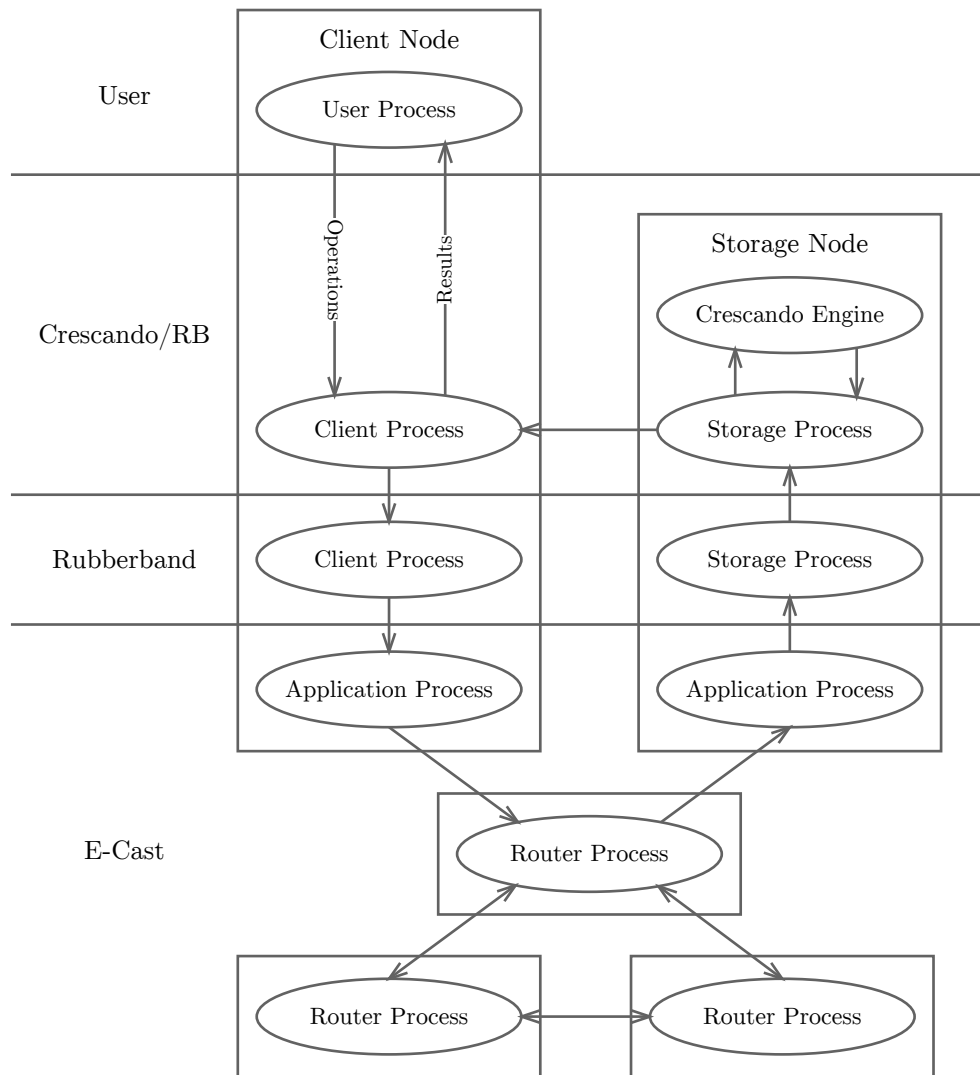 Client Node
User
User Process
Operations
Results
Storage Node
Crescando Engine
Crescando/RB
Client Process
Storage Process
Rubberband
Client Process
Storage Process
Application Process
Application Process
E-Cast
Router Process
Router Process
Router Process